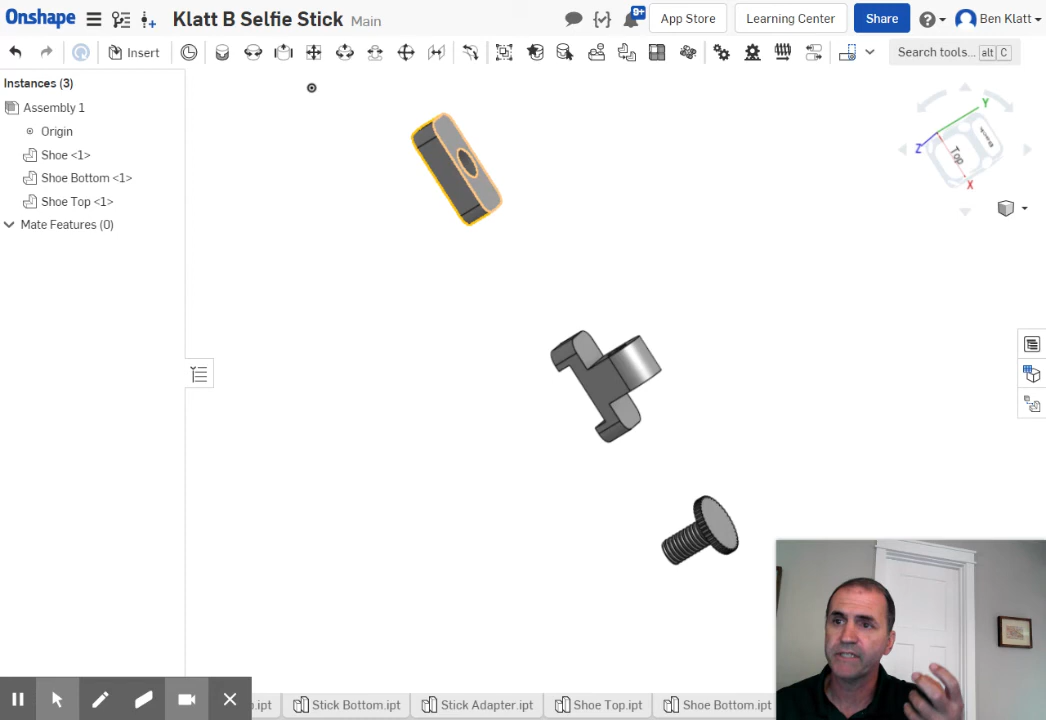 Onshape Klatt B Selfie Stick Main 9+ App Store Learning Center Share Ben Klatt
Insert Search tools... alt C
Instances (3)
Assembly 1
Origin
Shoe <1>
Shoe Bottom <1>
Shoe Top <1>
Mate Features (0)
Y
Z Top
X
.ipt Stick Bottom.ipt Stick Adapter.ipt Shoe Top.ipt Shoe Bottom.ipt